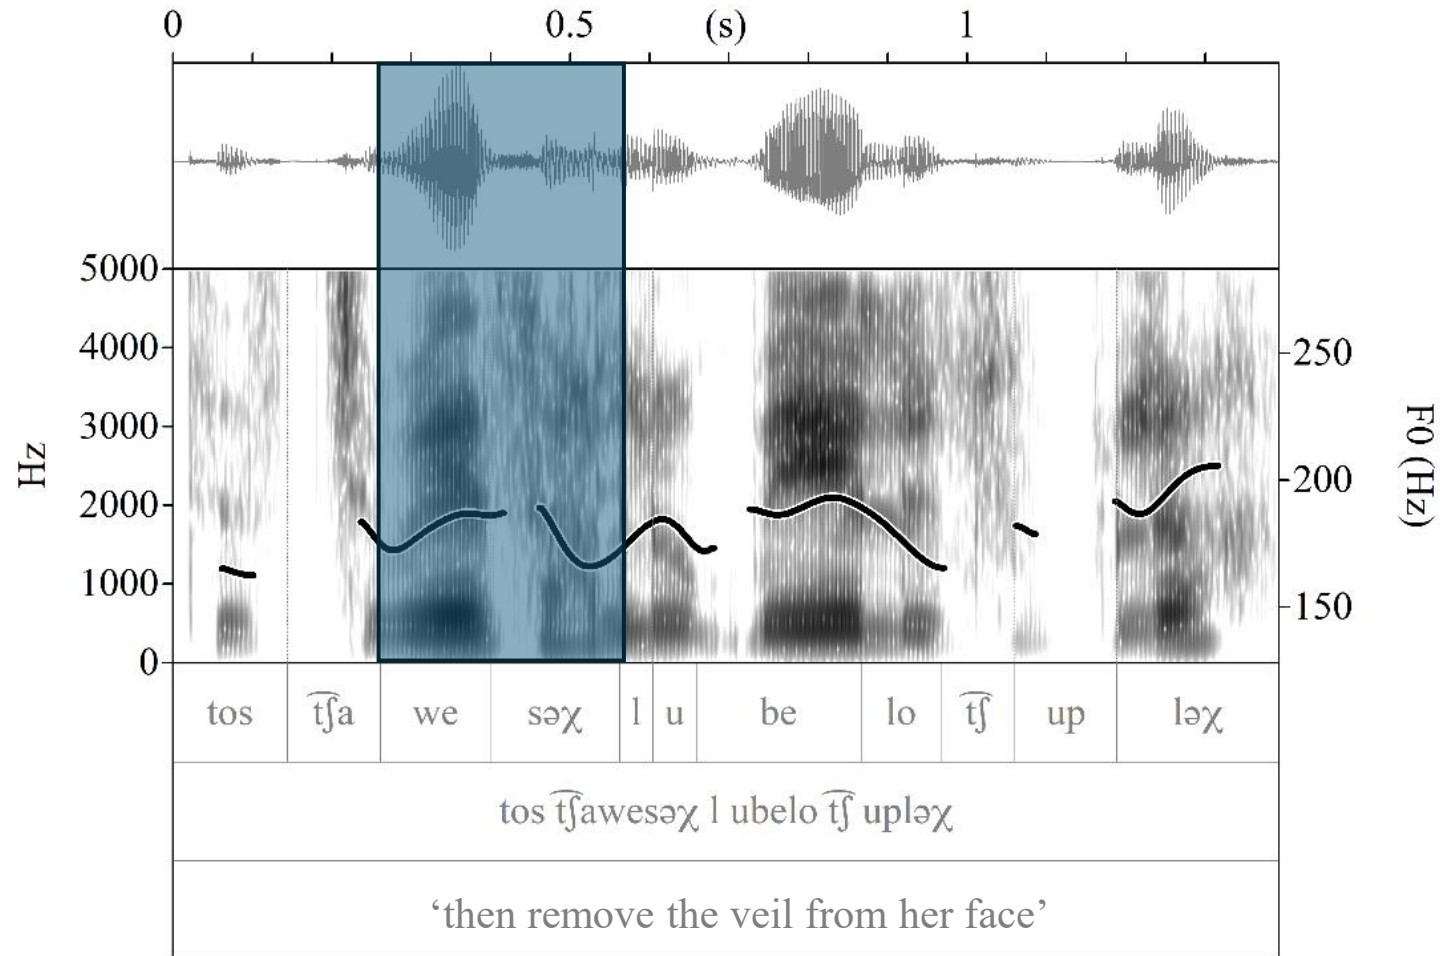 0 0.5 (s) 1
5000
4000
3000
2000
1000
0
Hz
250
200
150
F0 (Hz)
tos t͡ʃa we səχ l u be lo t͡ʃ up ləχ
tos t͡ʃawesəχ l ubelo t͡ʃ upləχ
‘then remove the veil from her face’